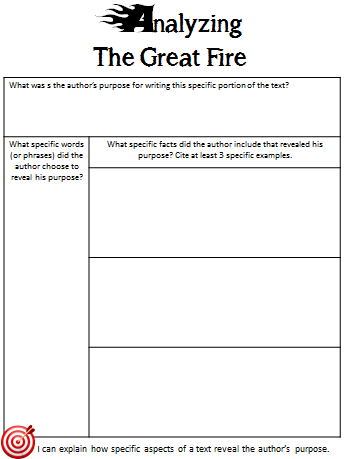 Analyzing
The Great Fire
What was s the author's purpose for writing this specific portion of the text?
What specific words
(or phrases) did the
author choose to
reveal his purpose?
What specific facts did the author include that revealed his
purpose? Cite at least 3 specific examples.
I can explain how specific aspects of a text reveal the author's purpose.